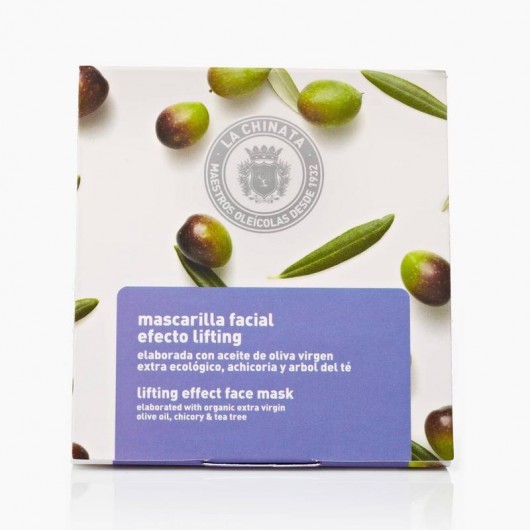 LA CHINATA
MAESTROS OLEÍCOLAS DESDE 1932
mascarilla facial
efecto lifting
elaborada con aceite de oliva virgen
extra ecológico, achicoria y arbol del té
lifting effect face mask
elaborated with organic extra virgin
olive oil, chicory & tea tree